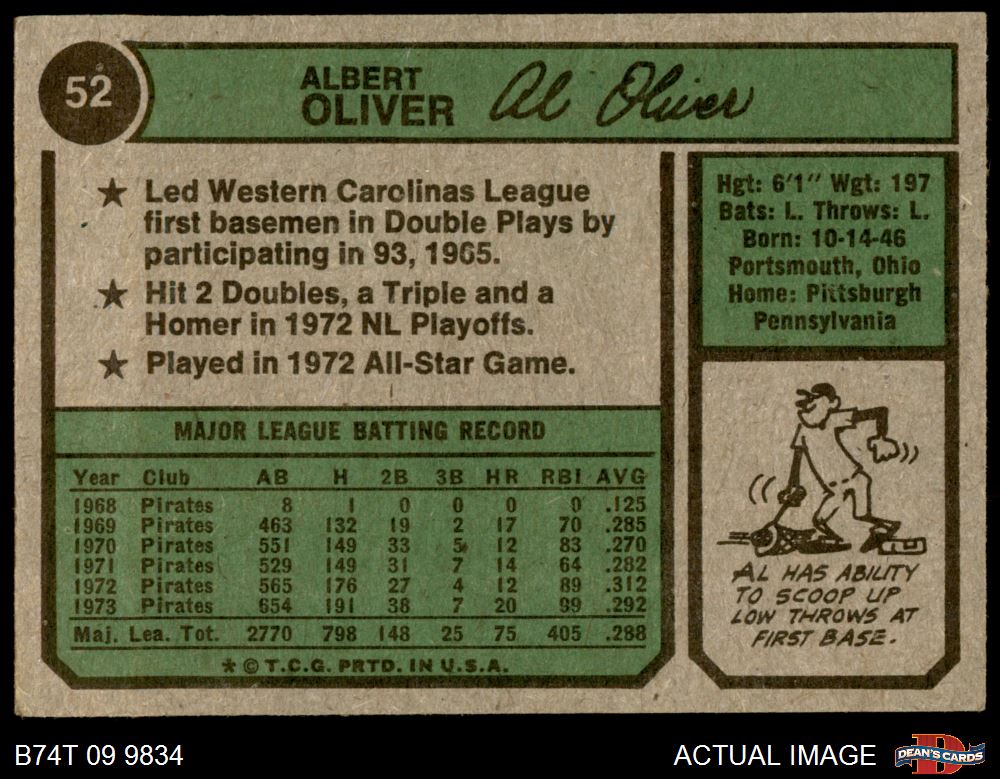 52
ALBERT
OLIVER
Al Oliver
★ Led Western Carolinas League
first basemen in Double Plays by
participating in 93, 1965.
★ Hit 2 Doubles, a Triple and a
Homer in 1972 NL Playoffs.
★ Played in 1972 All-Star Game.
Hgt: 6'1" Wgt: 197
Bats: L. Throws: L.
Born: 10-14-46
Portsmouth, Ohio
Home: Pittsburgh
Pennsylvania
MAJOR LEAGUE BATTING RECORD
Year Club AB H 2B 3B HR RBI AVG
1968 Pirates 8 1 0 0 0 0 .125
1969 Pirates 463 132 19 2 17 70 .285
1970 Pirates 551 149 33 5 12 83 .270
1971 Pirates 529 149 31 7 14 64 .282
1972 Pirates 565 176 27 4 12 89 .312
1973 Pirates 654 191 38 7 20 99 .292
Maj. Lea. Tot. 2770 798 148 25 75 405 .288
* © T.C.G. PRTD. IN U.S.A.
AL HAS ABILITY
TO SCOOP UP
LOW THROWS AT
FIRST BASE.
B74T 09 9834
ACTUAL IMAGE
D
DEAN'S CARDS